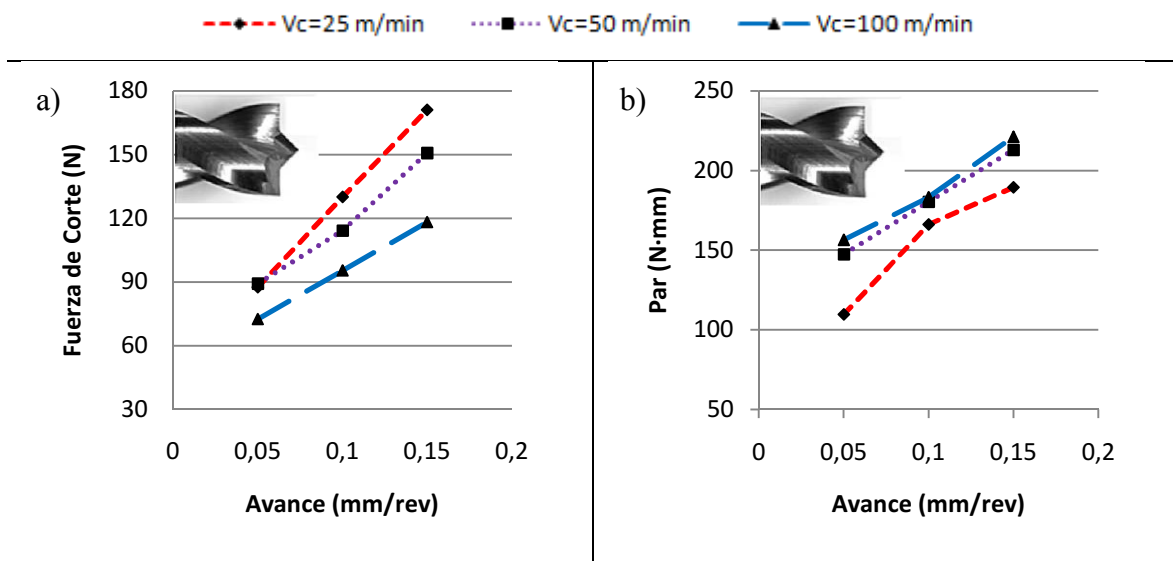 Vc=25 m/min Vc=50 m/min Vc=100 m/min
a)
Fuerza de Corte (N)
180
150
120
90
60
30
0 0,05 0,1 0,15 0,2
Avance (mm/rev)
b)
Par (N·mm)
250
200
150
100
50
0 0,05 0,1 0,15 0,2
Avance (mm/rev)